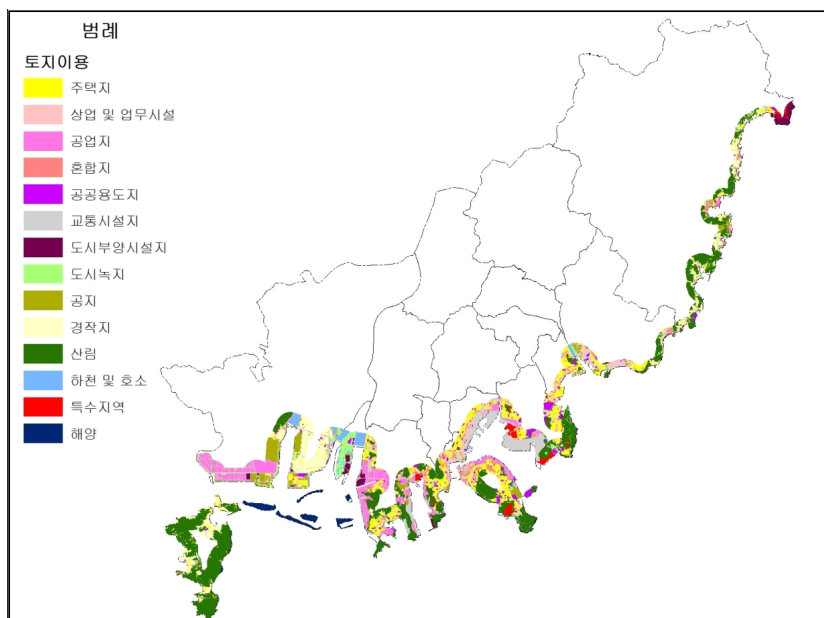 범례
토지이용
주택지
상업 및 업무시설
공업지
혼합지
공공용도지
교통시설지
도시부양시설지
도시녹지
공지
경작지
산림
하천 및 호소
특수지역
해양